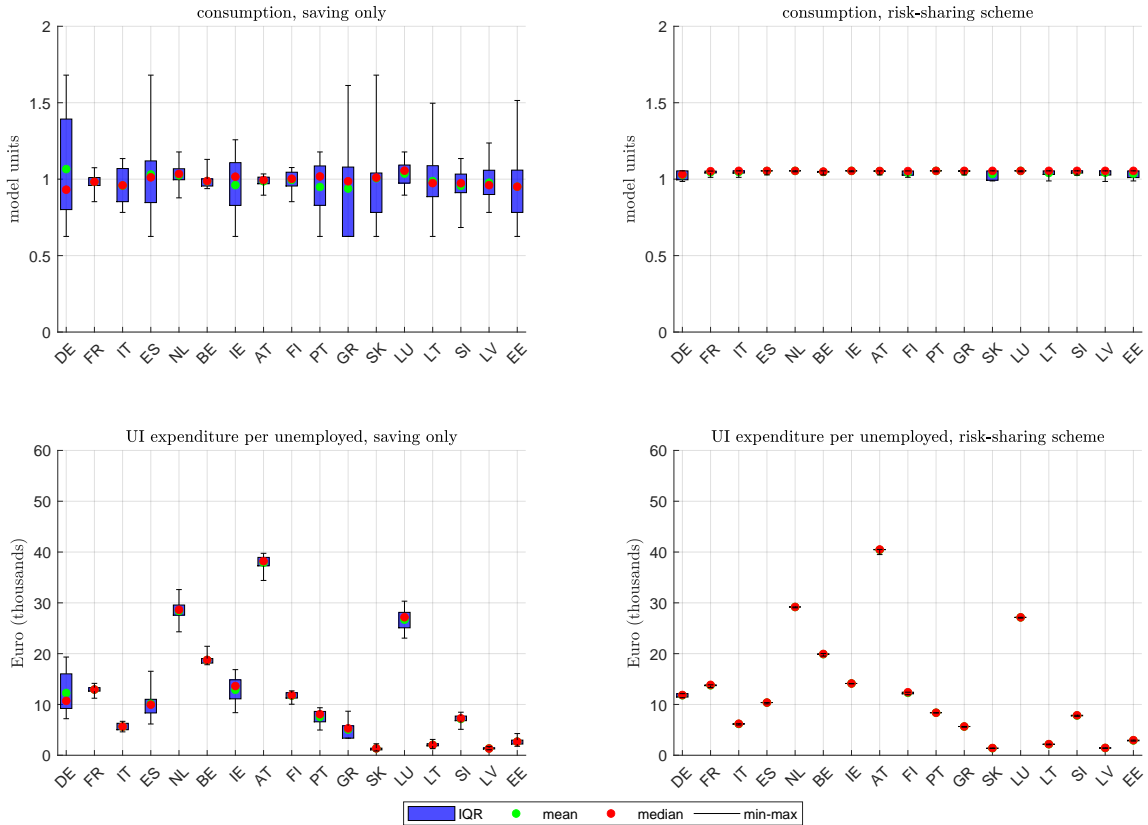 consumption, saving only
2
1.5
1
0.5
0
model units
DE FR IT ES NL BE IE AT FI PT GR SK LU LT SI LV EE
consumption, risk-sharing scheme
2
1.5
1
0.5
0
model units
DE FR IT ES NL BE IE AT FI PT GR SK LU LT SI LV EE
UI expenditure per unemployed, saving only
60
50
40
30
20
10
0
Euro (thousands)
DE FR IT ES NL BE IE AT FI PT GR SK LU LT SI LV EE
UI expenditure per unemployed, risk-sharing scheme
60
50
40
30
20
10
0
Euro (thousands)
DE FR IT ES NL BE IE AT FI PT GR SK LU LT SI LV EE
IQR mean median min-max